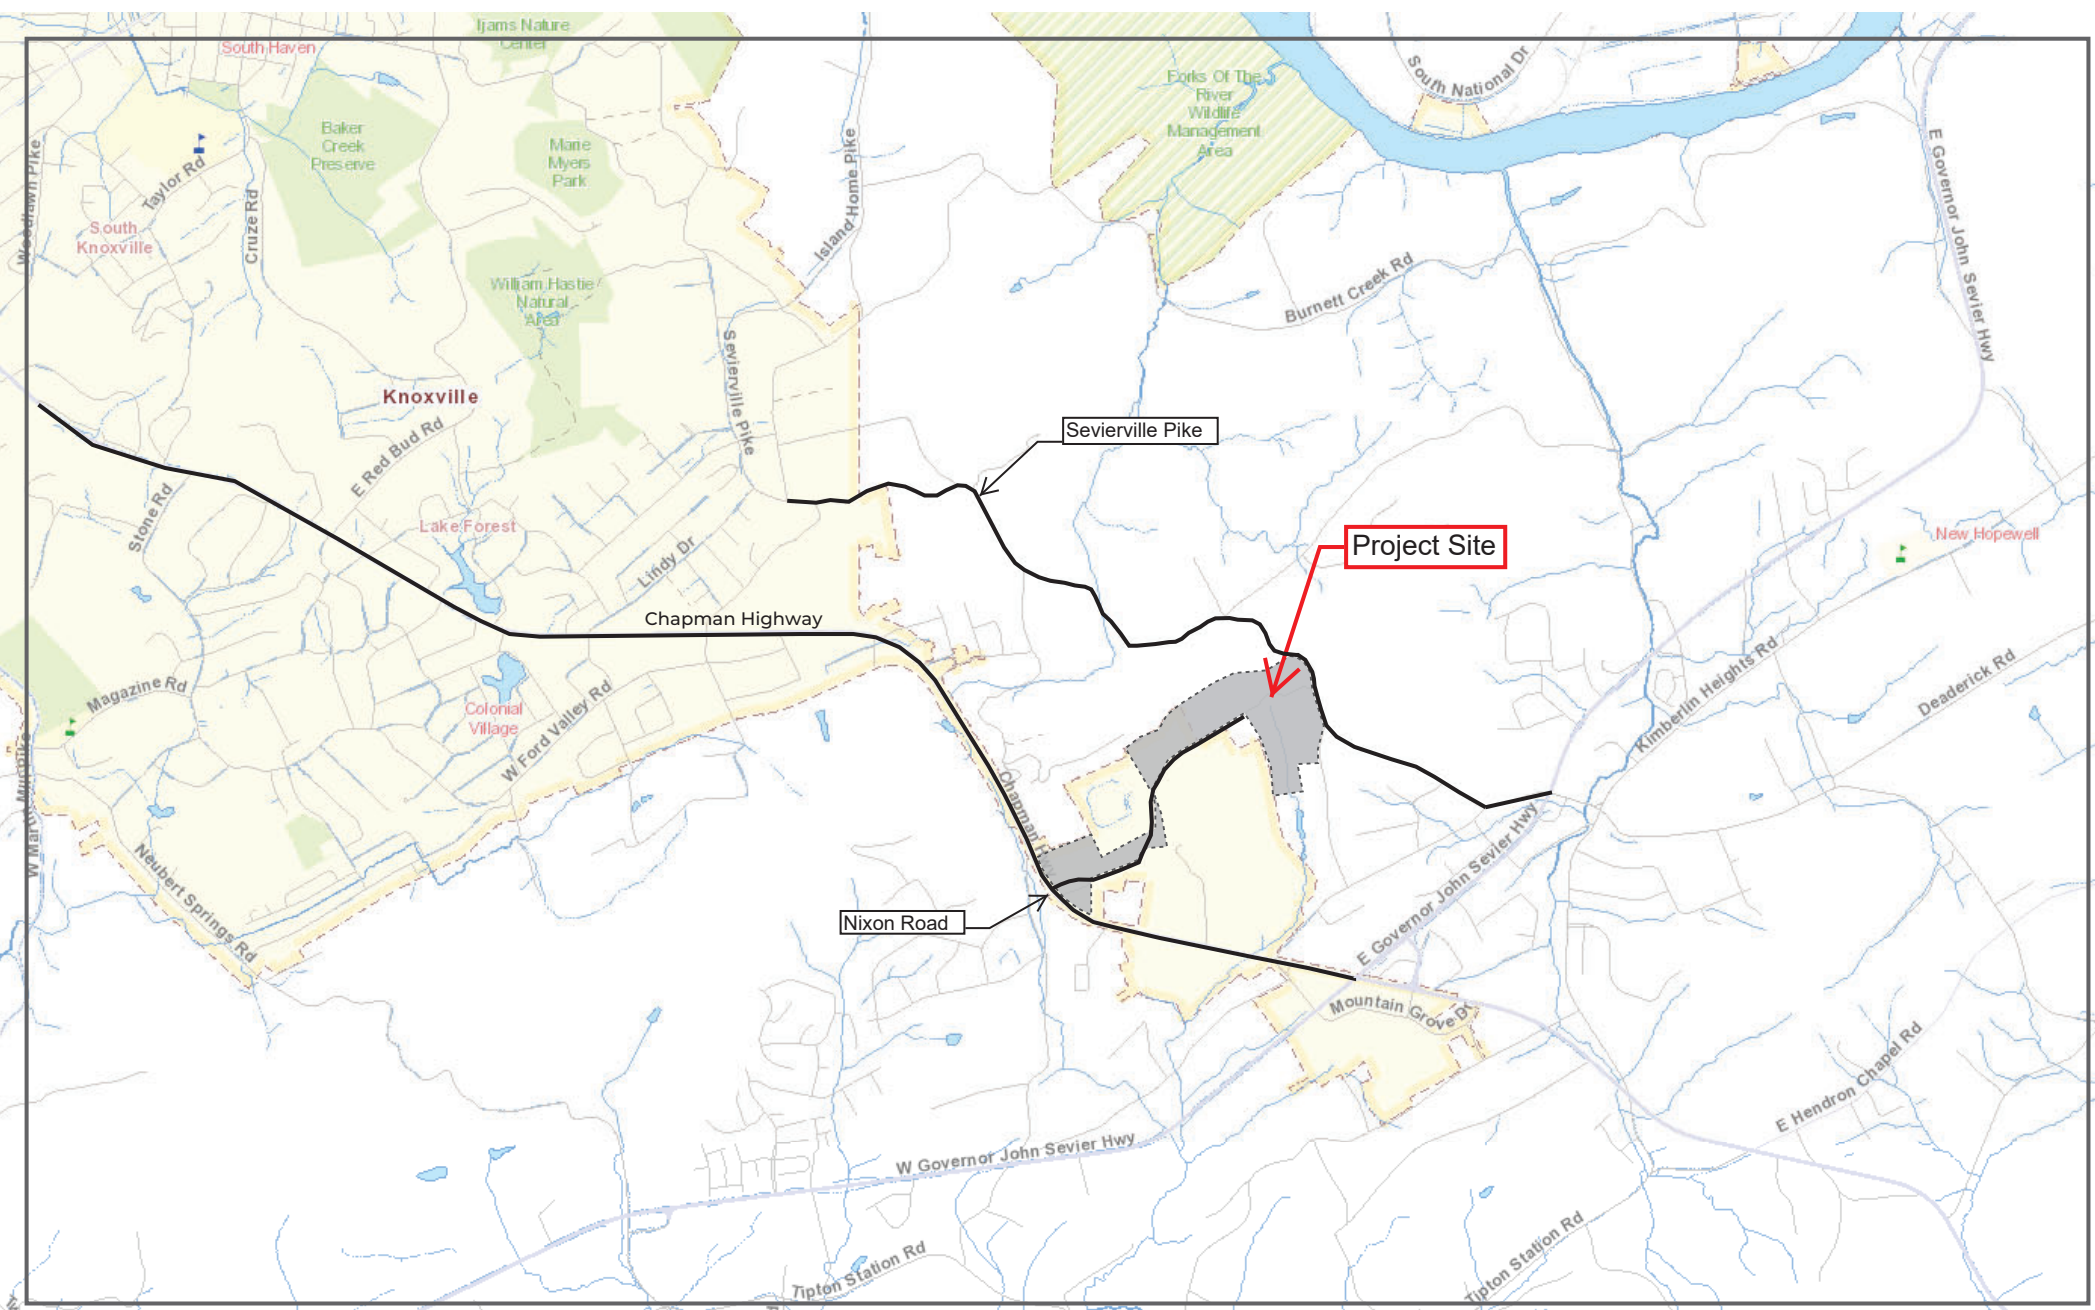 Ijams Nature
Center
South Haven
South National Dr
Forks Of The
River
Wildlife
Management
Area
Baker
Creek
Preserve
Marie
Myers
Park
Woodlawn Pike
Taylor Rd
Cruze Rd
Island Home Pike
E Governor John Sevier Hwy
South
Knoxville
William Hastie
Natural
Area
Burnett Creek Rd
Sevierville Pike
Knoxville
E Red Bud Rd
Sevierville Pike
Stone Rd
Lake Forest
Lindy Dr
Project Site
New Hopewell
Chapman Highway
Magazine Rd
Colonial
Village
W Ford Valley Rd
Kimberlin Heights Rd
Deaderick Rd
W Martin Mill Pike
Chapman Hwy
Neubert Springs Rd
Nixon Road
E Governor John Sevier Hwy
Mountain Grove Dr
E Hendron Chapel Rd
W Governor John Sevier Hwy
Tipton Station Rd
Tipton Station Rd